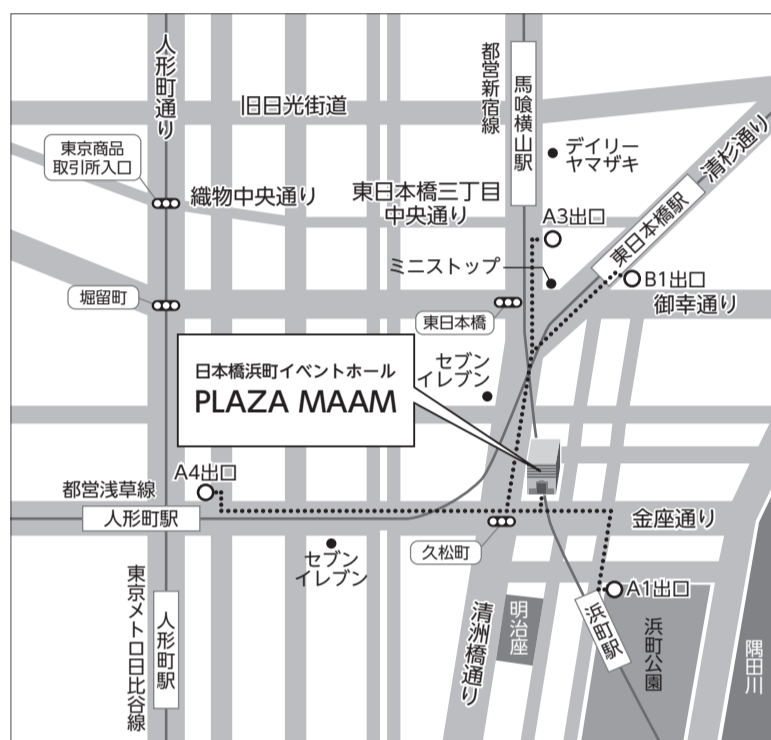 人形町通り
旧日光街道
都営新宿線
馬喰横山駅
デイリー
ヤマザキ
清杉通り
東京商品
取引所入口
織物中央通り
東日本橋三丁目
中央通り
A3出口
東日本橋駅
ミニストップ
B1出口
堀留町
東日本橋
御幸通り
日本橋浜町イベントホール
PLAZA MAAM
セブン
イレブン
A4出口
都営浅草線
人形町駅
金座通り
久松町
セブン
イレブン
東京メトロ日比谷線
人形町駅
清洲橋通り
明治座
A1出口
浜町駅
浜町公園
隅田川